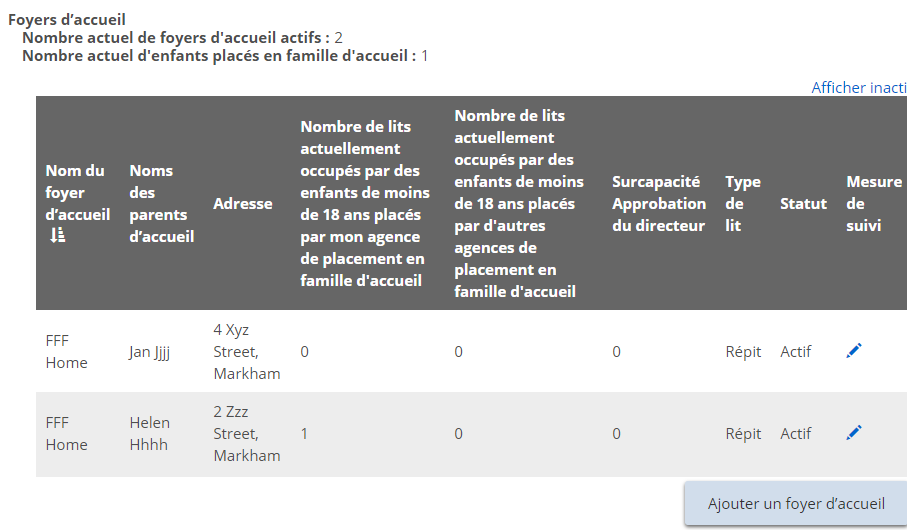 Foyers d’accueil
Nombre actuel de foyers d'accueil actifs : 2
Nombre actuel d'enfants placés en famille d'accueil : 1
Afficher inacti
Nom du
foyer
d’accueil
Noms
des
parents
d’accueil
Adresse
Nombre de lits
actuellement
occupés par des
enfants de moins
de 18 ans placés
par mon agence
de placement en
famille d'accueil
Nombre de lits
actuellement
occupés par des
enfants de moins
de 18 ans placés
par d'autres
agences de
placement en
famille d'accueil
Surcapacité
Approbation
du directeur
Type
de
lit
Statut
Mesure
de
suivi
FFF
Home
Jan Jjjj
4 Xyz
Street,
Markham
0
0
0
Répit
Actif
FFF
Home
Helen
Hhhh
2 Zzz
Street,
Markham
1
0
0
Répit
Actif
Ajouter un foyer d’accueil